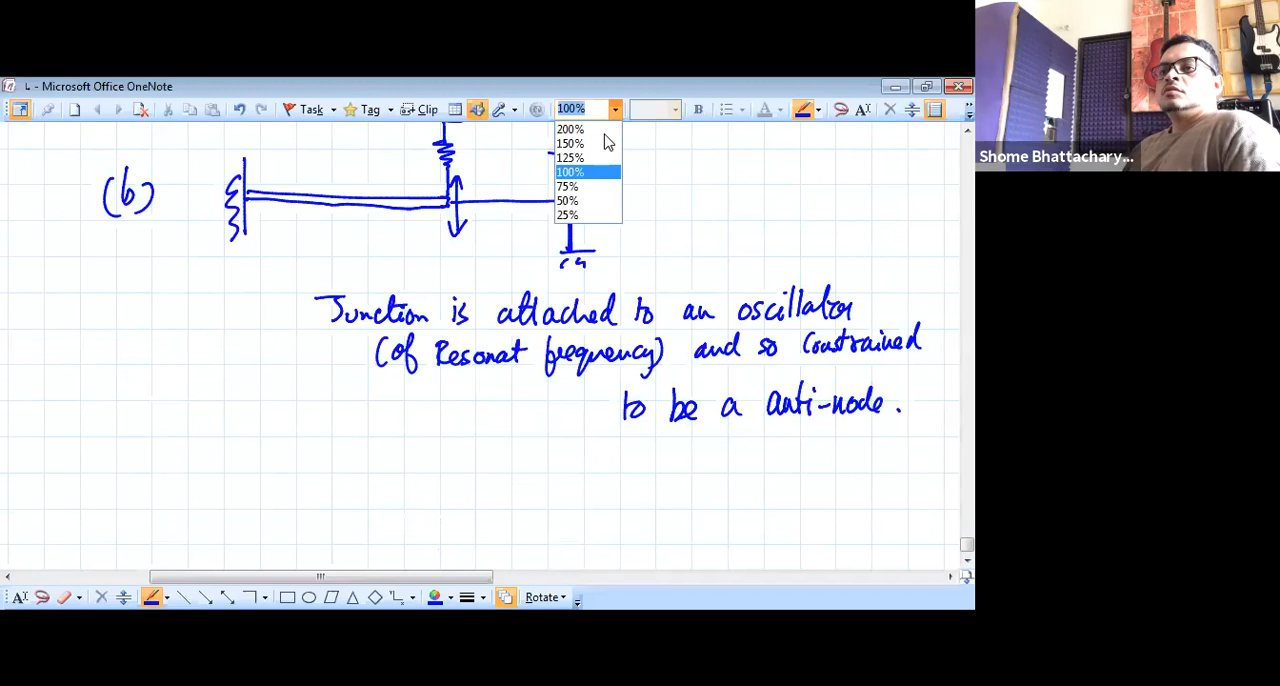 L - Microsoft Office OneNote
Task Tag Clip 100% B A A
200%
150%
125%
100%
75%
50%
25%
(b)
Junction is attached to an oscillator
(of Resonat frequency) and so Constrained
to be a anti-node.
Shome Bhattachary...
A Rotate